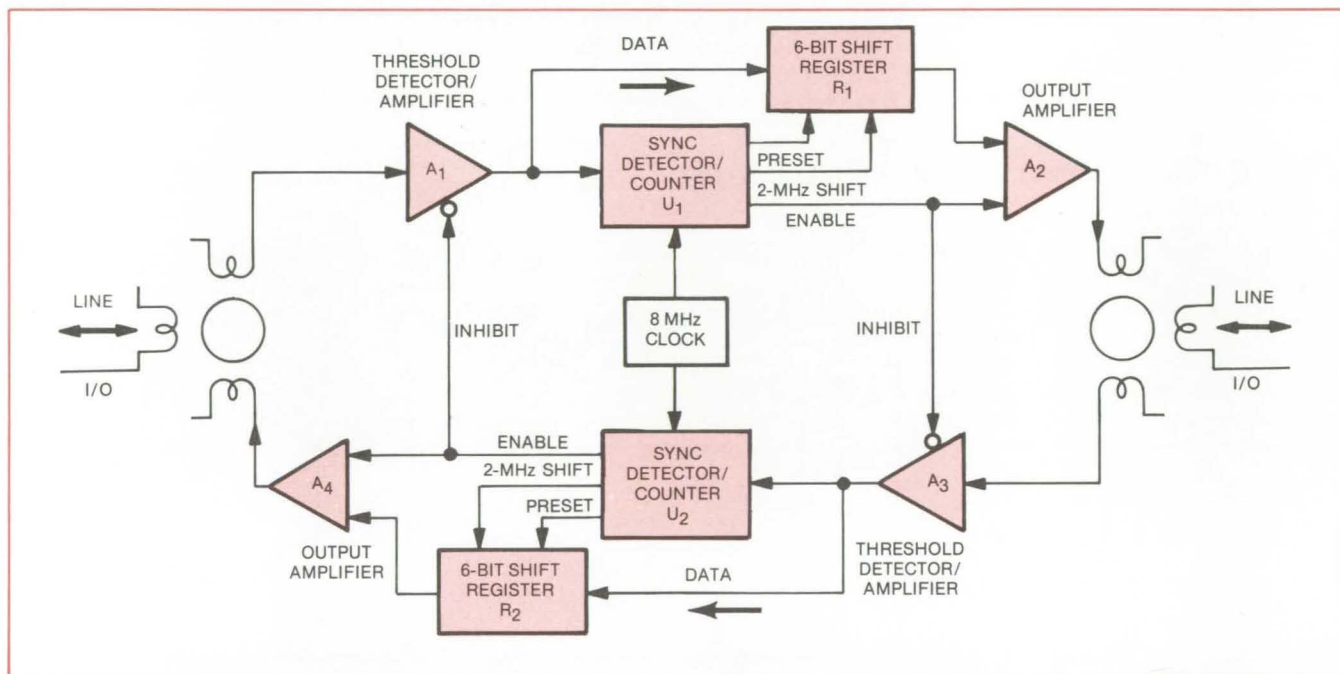 DATA
6-BIT SHIFT
REGISTER
R1
THRESHOLD
DETECTOR/
AMPLIFIER
OUTPUT
AMPLIFIER
A1
SYNC
DETECTOR/
COUNTER
U1
PRESET
2-MHz SHIFT
ENABLE
A2
LINE
I/O
INHIBIT
8 MHz
CLOCK
INHIBIT
LINE
I/O
A4
ENABLE
2-MHz SHIFT
PRESET
SYNC
DETECTOR/
COUNTER
U2
A3
OUTPUT
AMPLIFIER
6-BIT SHIFT
REGISTER
R2
DATA
THRESHOLD
DETECTOR/
AMPLIFIER